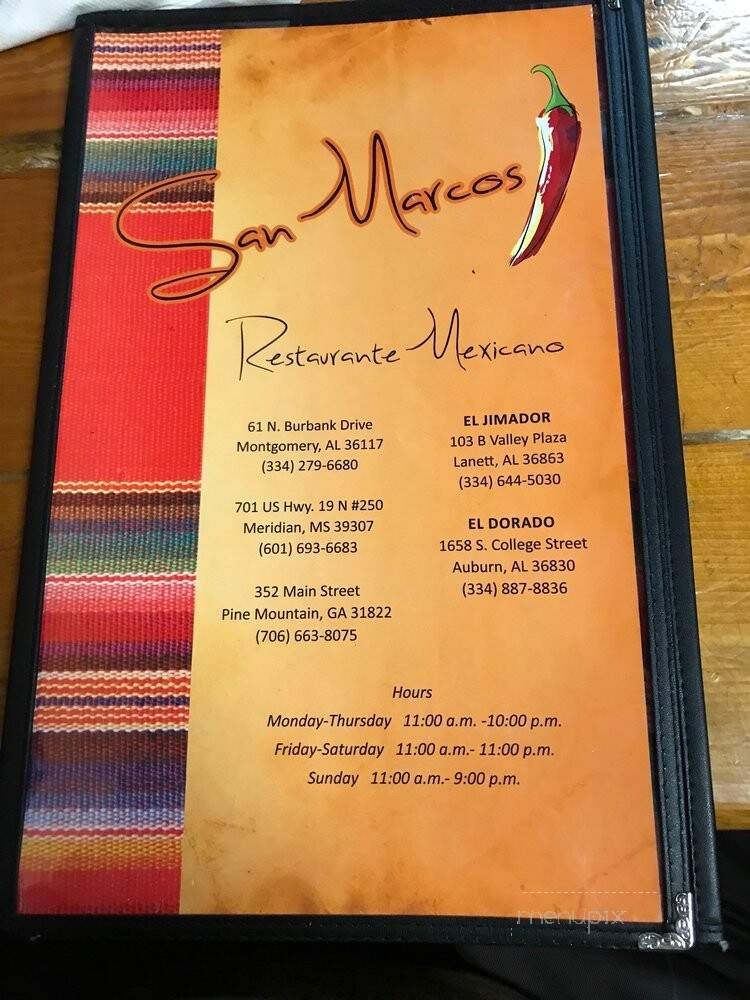 San Marcos
Restaurante Mexicano
61 N. Burbank Drive
Montgomery, AL 36117
(334) 279-6680
701 US Hwy. 19 N #250
Meridian, MS 39307
(601) 693-6683
352 Main Street
Pine Mountain, GA 31822
(706) 663-8075
EL JIMADOR
103 B Valley Plaza
Lanett, AL 36863
(334) 644-5030
EL DORADO
1658 S. College Street
Auburn, AL 36830
(334) 887-8836
Hours
Monday-Thursday 11:00 a.m. -10:00 p.m.
Friday-Saturday 11:00 a.m.- 11:00 p.m.
Sunday 11:00 a.m.- 9:00 p.m.
menupix